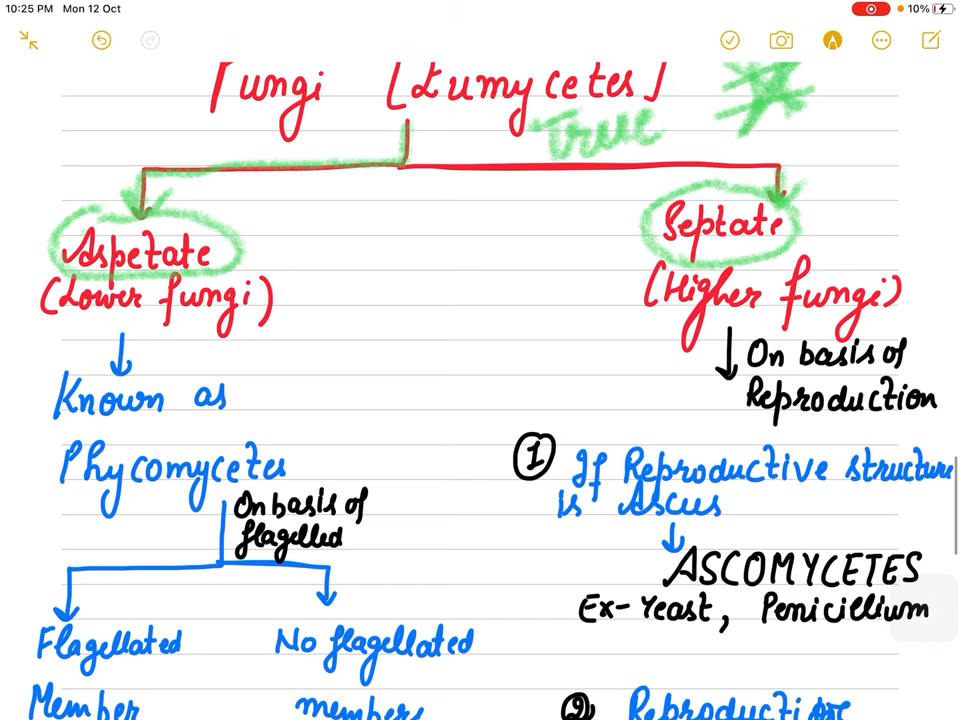 10:25 PM Mon 12 Oct
10%
Fungi [Eumycetes]
True
Aspetate
(Lower fungi)
Known as
Phycomycetes
On basis of
flagelled
Flagellated
Member
No flagellated
members
Septate
(Higher fungi)
On basis of
Reproduction
1 If Reproductive structure
is Ascus
ASCOMYCETES
Ex- Yeast, Penicillium
2 Reproductive